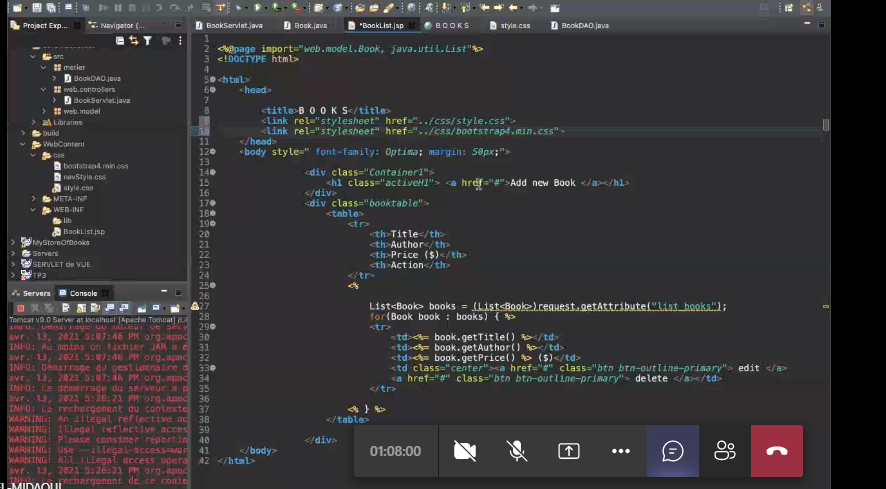 Project Exp...
Navigator (...
src
metier
BookDAO.java
web.controllers
BookServlet.java
web.model
Libraries
build
WebContent
css
bootstrap4.min.css
navStyle.css
style.css
META-INF
WEB-INF
lib
BookList.jsp
MyStoreOfBooks
Servers
SERVLET de VUE
TP3
Servers
Console
Tomcat v9.0 Server at localhost [Apache Tomcat] /Li
avr. 13, 2021 5:07:46 PM org.apac
INFO: Au moins un fichier JAR a é
avr. 13, 2021 5:07:46 PM org.apoc
INFO: Démarrage du gestionnaire d
avr. 13, 2021 5:07:46 PM org.apoc
INFO: Le démarrage du serveur a p
avr. 13, 2021 5:26:21 PM org.apoc
INFO: Le rechargement du contexte
WARNING: An illegal reflective ac
WARNING: Illegal reflective acces
WARNING: Please consider reportin
WARNING: Use --illegal-access=war
WARNING: All illegal access opera
avr. 13, 2021 5:26:21 PM org.apoc
INFO: Le rechargement de ce conte
BookServlet.java
Book.java
*BookList.jsp
B O O K S
style.css
BookDAO.java
1
2 <%@page import="web.model.Book, java.util.List"%>
3 <!DOCTYPE html>
4
5 <html>
6 <head>
7
8 <title>B O O K S</title>
9 <link rel="stylesheet" href="../css/style.css">
10 <link rel="stylesheet" href="../css/bootstrap4.min.css">
11 </head>
12 <body style=" font-family: Optima; margin: 50px;">
13
14 <div class="Container1">
15 <h1 class="activeH1"> <a href="#">Add new Book </a></h1>
16 </div>
17 <div class="booktable">
18 <table>
19 <tr>
20 <th>Title</th>
21 <th>Author</th>
22 <th>Price ($)</th>
23 <th>Action</th>
24 </tr>
25 <%
26
27 List<Book> books = (List<Book>)request.getAttribute("list_books");
28 for(Book book : books) { %>
29 <tr>
30 <td><%= book.getTitle() %></td>
31 <td><%= book.getAuthor() %></td>
32 <td><%= book.getPrice() %> ($)</td>
33 <td class="center"><a href="#" class="btn btn-outline-primary"> edit </a>
34 <a href="#" class="btn btn-outline-primary"> delete </a></td>
35 </tr>
36
37 <% } %>
38 </table>
39
40 </div>
41 </body>
42 </html>
01:08:00